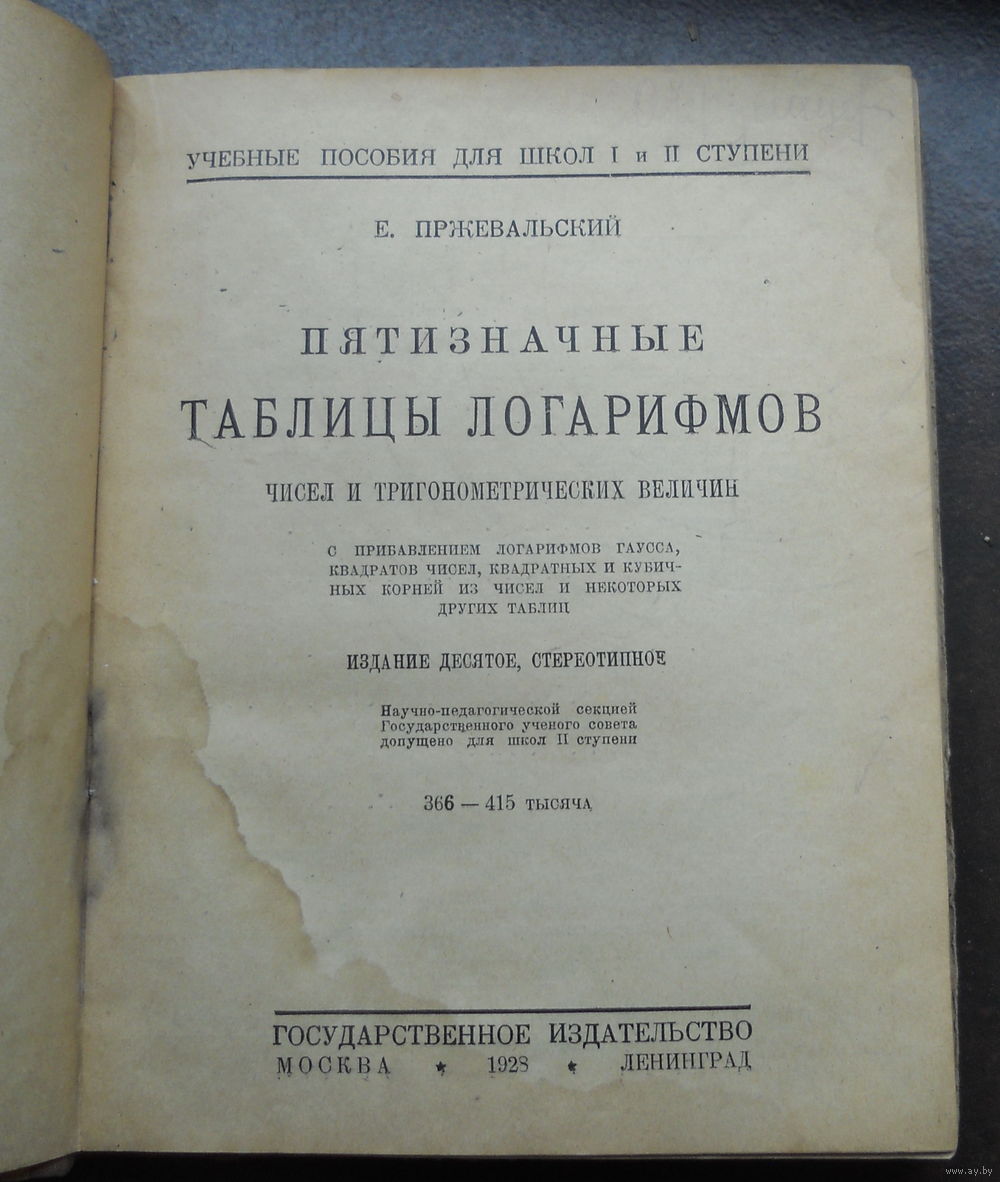 УЧЕБНЫЕ ПОСОБИЯ ДЛЯ ШКОЛ I и II СТУПЕНИ
Е. ПРЖЕВАЛЬСКИЙ
ПЯТИЗНАЧНЫЕ
ТАБЛИЦЫ ЛОГАРИФМОВ
ЧИСЕЛ И ТРИГОНОМЕТРИЧЕСКИХ ВЕЛИЧИН
С ПРИБАВЛЕНИЕМ ЛОГАРИФМОВ ГАУССА,
КВАДРАТОВ ЧИСЕЛ, КВАДРАТНЫХ И КУБИЧ-
НЫХ КОРНЕЙ ИЗ ЧИСЕЛ И НЕКОТОРЫХ
ДРУГИХ ТАБЛИЦ
ИЗДАНИЕ ДЕСЯТОЕ, СТЕРЕОТИПНОЕ
Научно-педагогической секцией
Государственного ученого совета
допущено для школ II ступени
366 — 415 ТЫСЯЧА
ГОСУДАРСТВЕННОЕ ИЗДАТЕЛЬСТВО
МОСКВА ★ 1928 ★ ЛЕНИНГРАД
www.ay.by